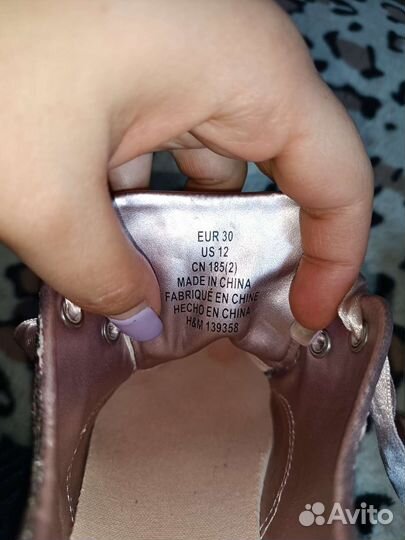 EUR 30
US 12
CN 185(2)
MADE IN CHINA
FABRIQUÉ EN CHINE
HECHO EN CHINA
H&M 139358
Avito